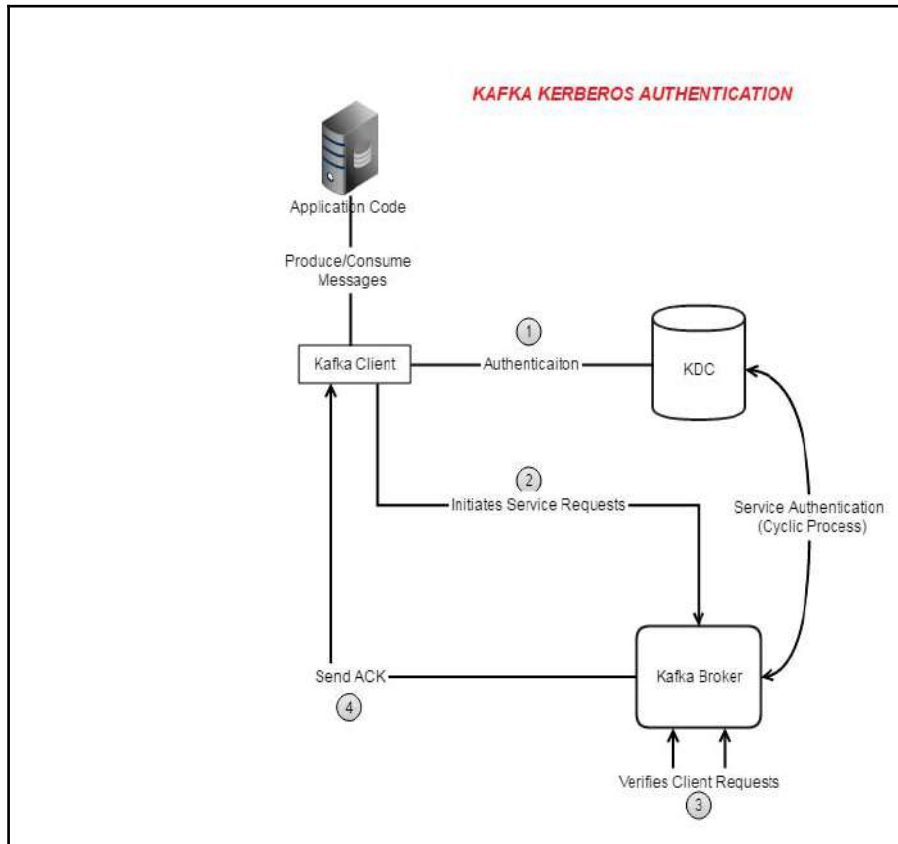 KAFKA KERBEROS AUTHENTICATION
Application Code
Produce/Consume
Messages
1
Authenticaiton
Kafka Client
KDC
2
Initiates Service Requests
Service Authentication
(Cyclic Process)
Send ACK
4
Kafka Broker
Verifies Client Requests
3